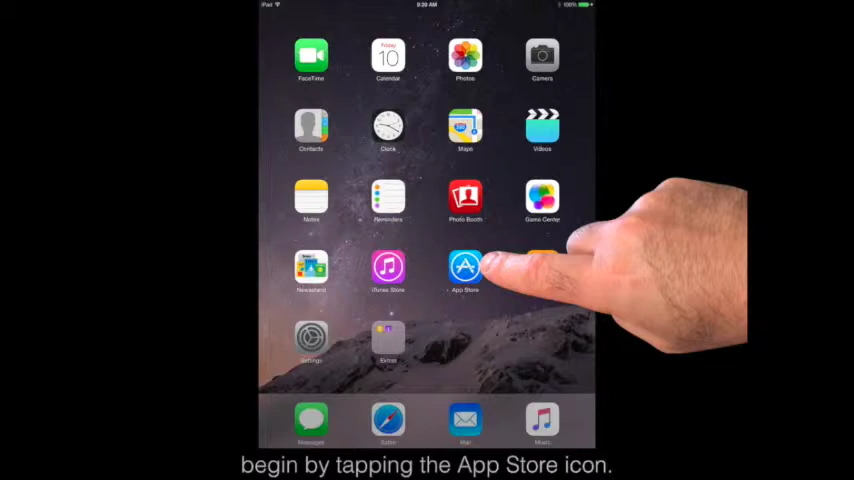 iPad 9:39 AM 100%
Friday
10
FaceTime Calendar Photos Camera
Contacts Clock Maps Videos
Notes Reminders Photo Booth Game Center
Newsstand iTunes Store App Store
Settings Extras
Messages Safari Mail Music
begin by tapping the App Store icon.